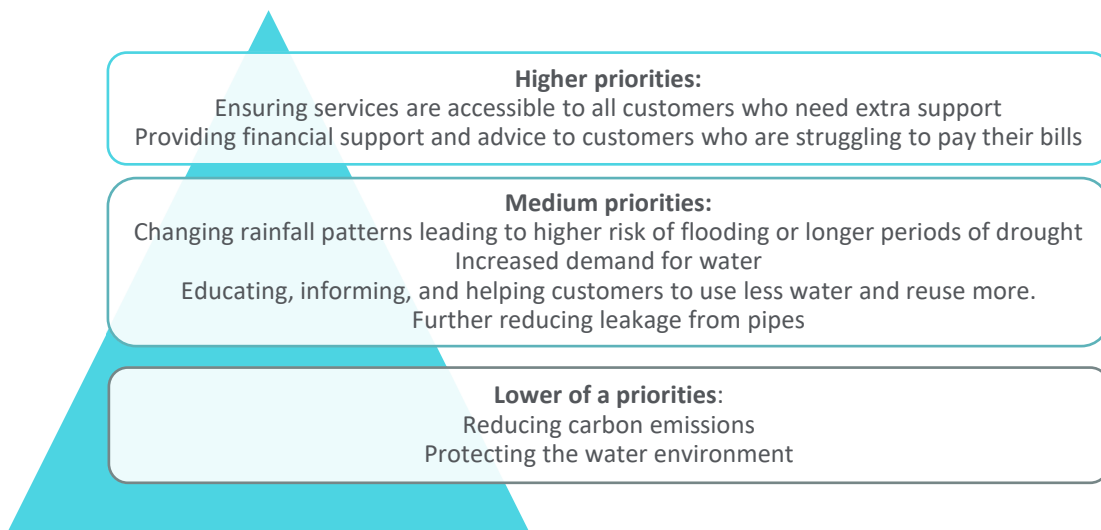 Higher priorities:
Ensuring services are accessible to all customers who need extra support
Providing financial support and advice to customers who are struggling to pay their bills
Medium priorities:
Changing rainfall patterns leading to higher risk of flooding or longer periods of drought
Increased demand for water
Educating, informing, and helping customers to use less water and reuse more.
Further reducing leakage from pipes
Lower of a priorities:
Reducing carbon emissions
Protecting the water environment